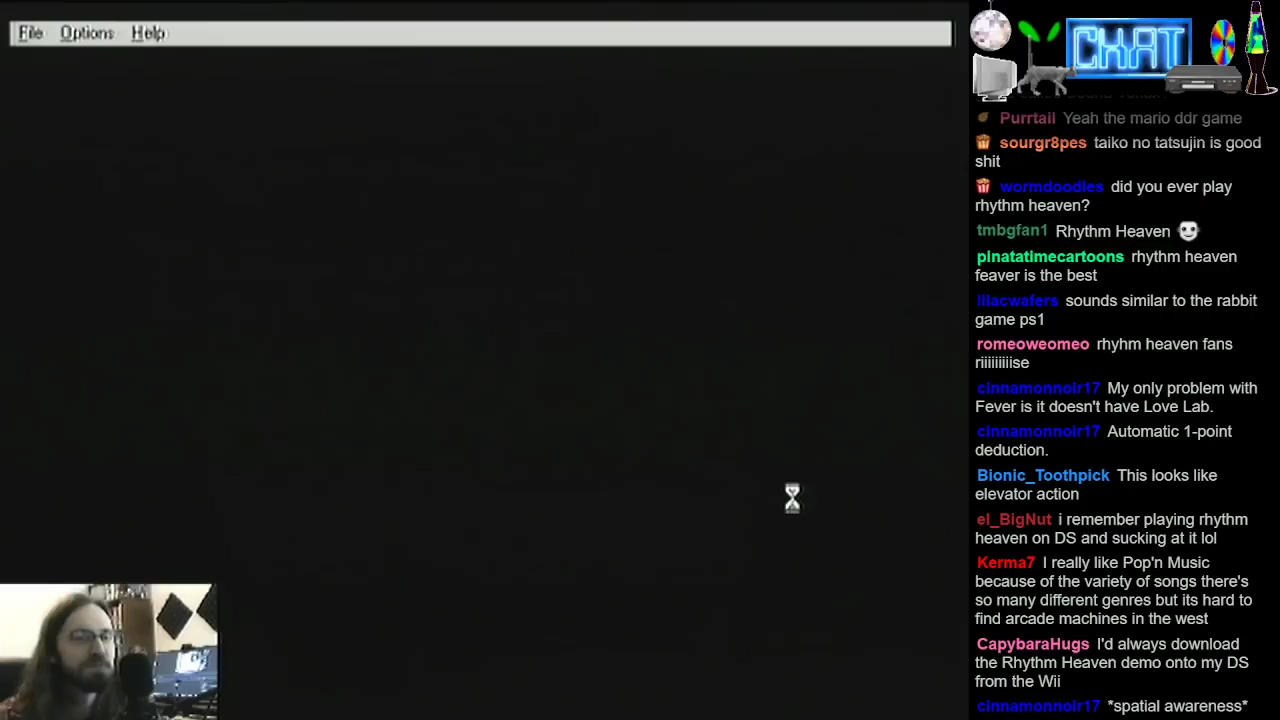 File Options Help
CHAT
Purrtail Yeah the mario ddr game
sourgr8pes taiko no tatsujin is good
shit
wormdoodles did you ever play
rhythm heaven?
tmbgfan1 Rhythm Heaven
pinatatimecartoons rhythm heaven
feaver is the best
lilacwafers sounds similar to the rabbit
game ps1
romeoweomeo rhyhm heaven fans
riiiiiiiiise
cinnamonnoir17 My only problem with
Fever is it doesn't have Love Lab.
cinnamonnoir17 Automatic 1-point
deduction.
Bionic_Toothpick This looks like
elevator action
el_BigNut i remember playing rhythm
heaven on DS and sucking at it lol
Kerma7 I really like Pop'n Music
because of the variety of songs there's
so many different genres but its hard to
find arcade machines in the west
CapybaraHugs I'd always download
the Rhythm Heaven demo onto my DS
from the Wii
cinnamonnoir17 *spatial awareness*